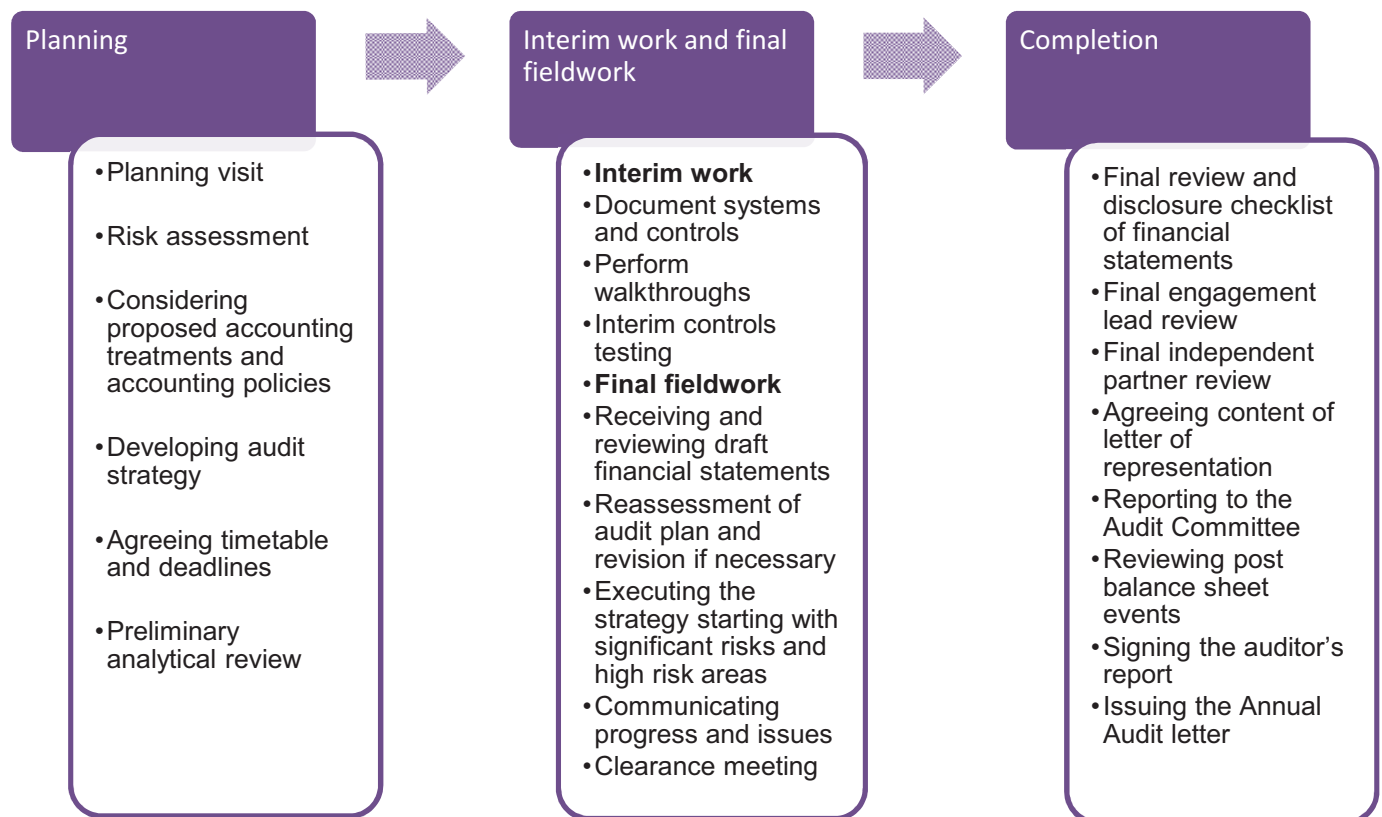 Planning
•Planning visit
•Risk assessment
•Considering
proposed accounting
treatments and
accounting policies
•Developing audit
strategy
•Agreeing timetable
and deadlines
•Preliminary
analytical review
Interim work and final
fieldwork
•Interim work
•Document systems
and controls
•Perform
walkthroughs
•Interim controls
testing
•Final fieldwork
•Receiving and
reviewing draft
financial statements
•Reassessment of
audit plan and
revision if necessary
•Executing the
strategy starting with
significant risks and
high risk areas
•Communicating
progress and issues
•Clearance meeting
Completion
•Final review and
disclosure checklist
of financial
statements
•Final engagement
lead review
•Final independent
partner review
•Agreeing content of
letter of
representation
•Reporting to the
Audit Committee
•Reviewing post
balance sheet
events
•Signing the auditor’s
report
•Issuing the Annual
Audit letter